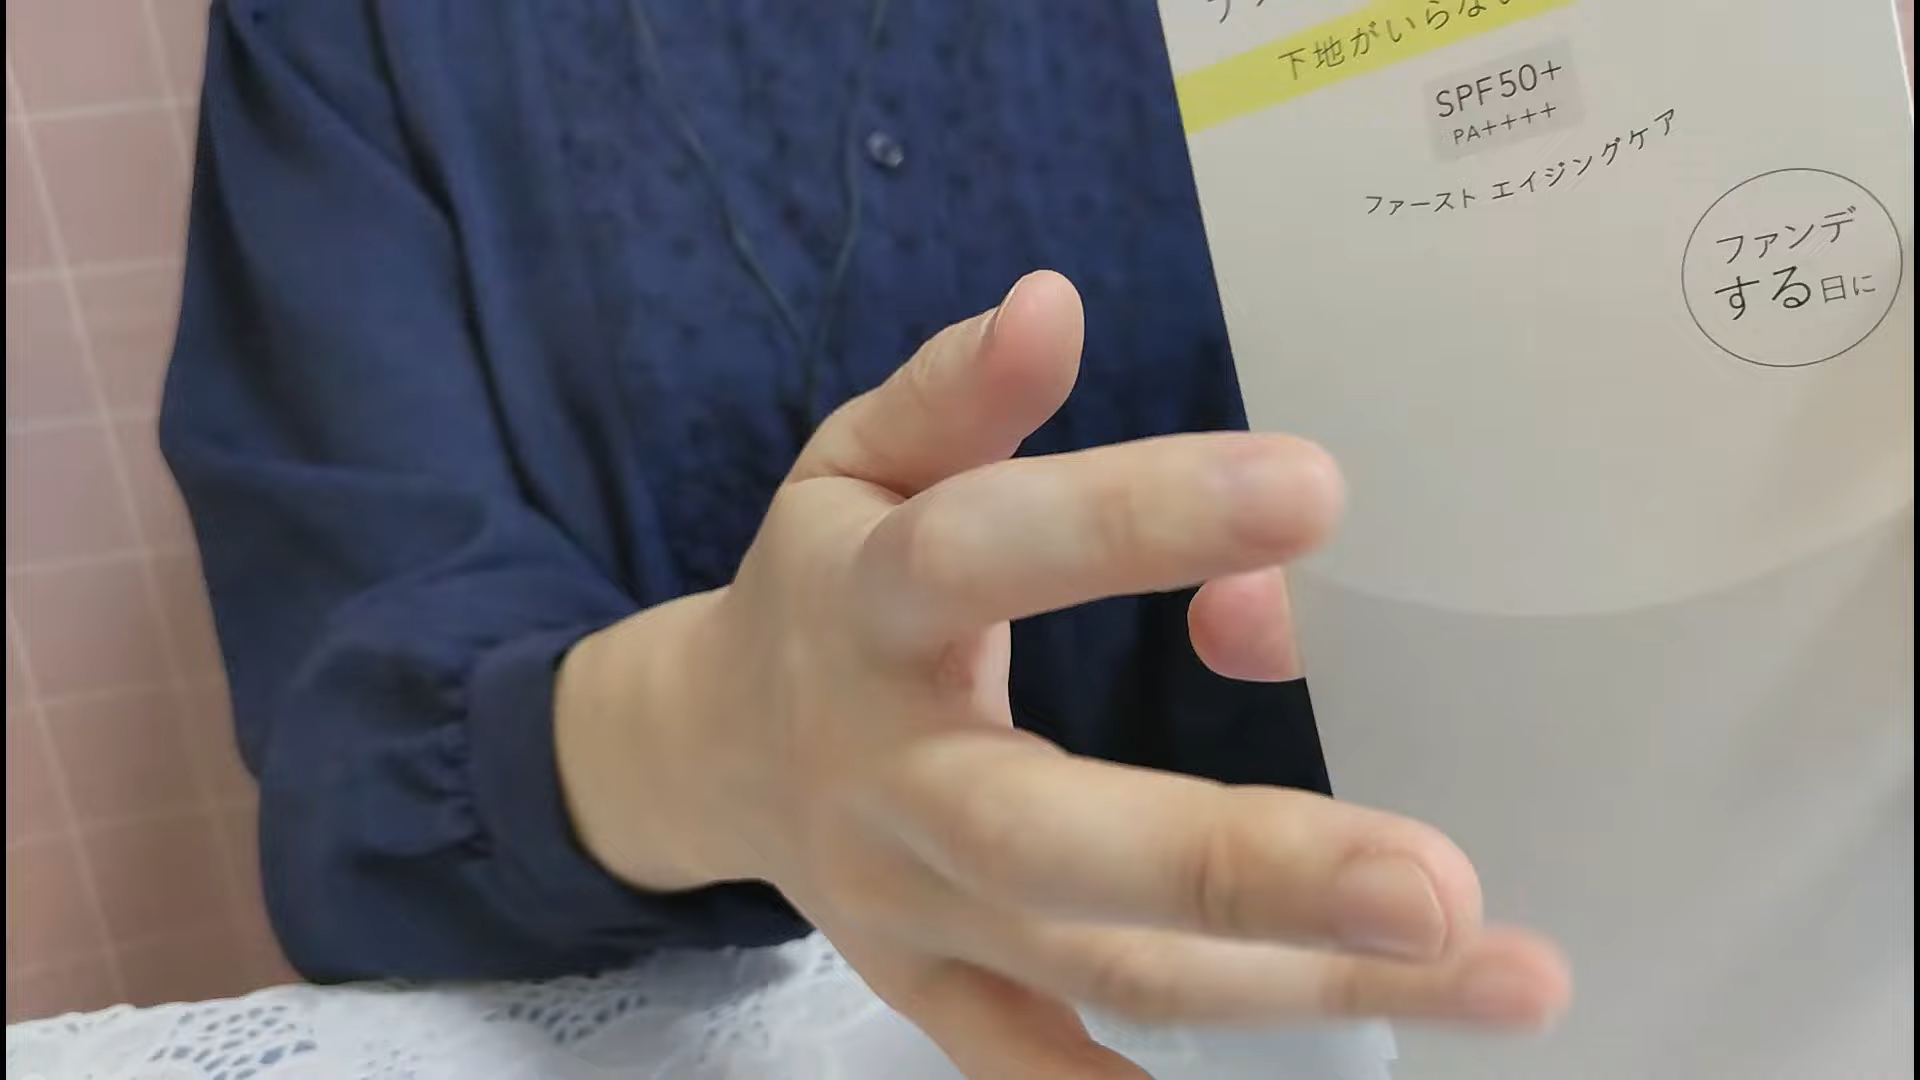 下地がいらない
SPF50+
PA++++
ファースト エイジングケア
ファンデ
する日に